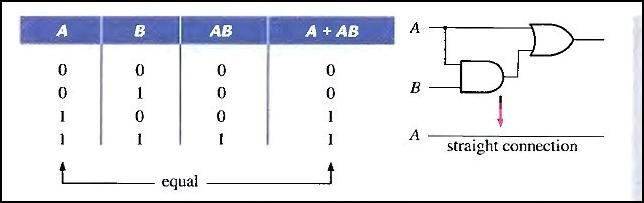 A B AB A + AB
0 0 0 0
0 1 0 0
1 0 0 1
1 1 1 1
equal
A
B
A
straight connection